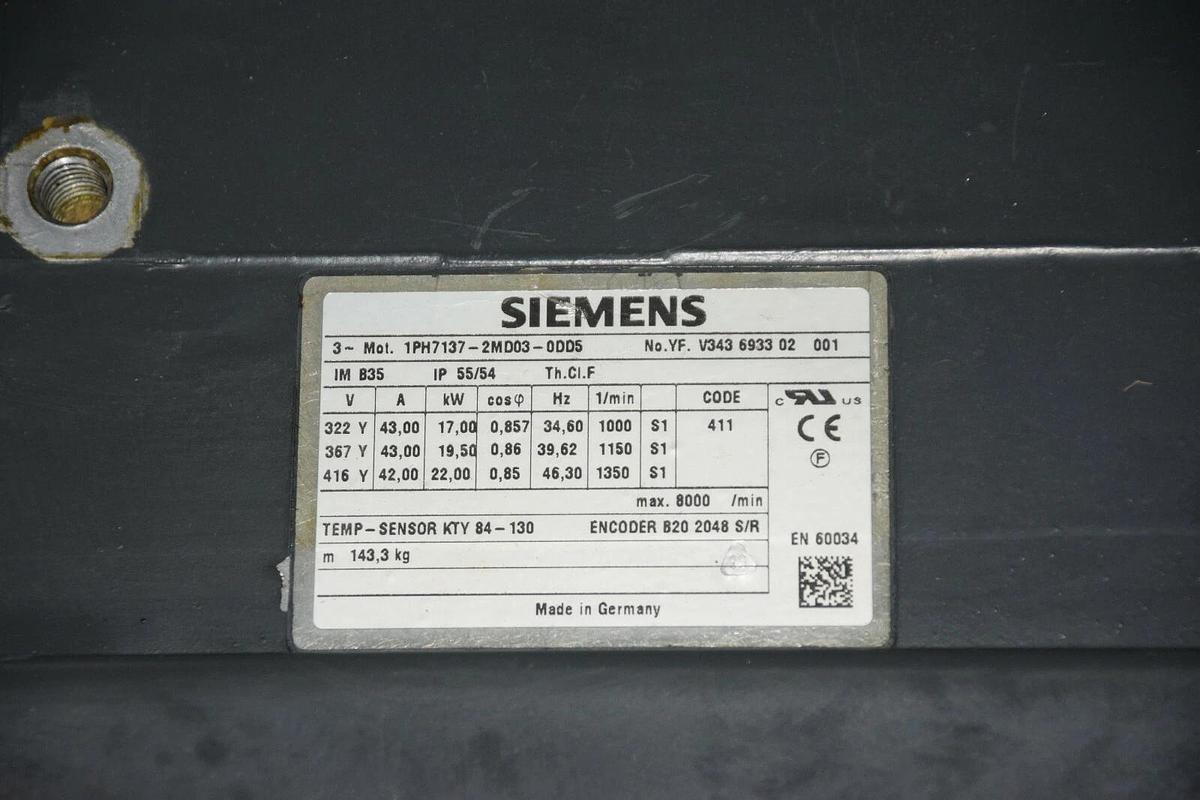 SIEMENS
3~ Mot. 1PH7137-2MD03-0DD5 No.YF. V343 6933 02 001
IM B35 IP 55/54 Th.Cl.F
V A kW cosφ Hz 1/min CODE
322 Y 43,00 17,00 0,857 34,60 1000 S1 411
367 Y 43,00 19,50 0,86 39,62 1150 S1
416 Y 42,00 22,00 0,85 46,30 1350 S1
c RU US
CE
F
max. 8000 /min
TEMP-SENSOR KTY 84-130 ENCODER B20 2048 S/R
EN 60034
m 143,3 kg
Made in Germany